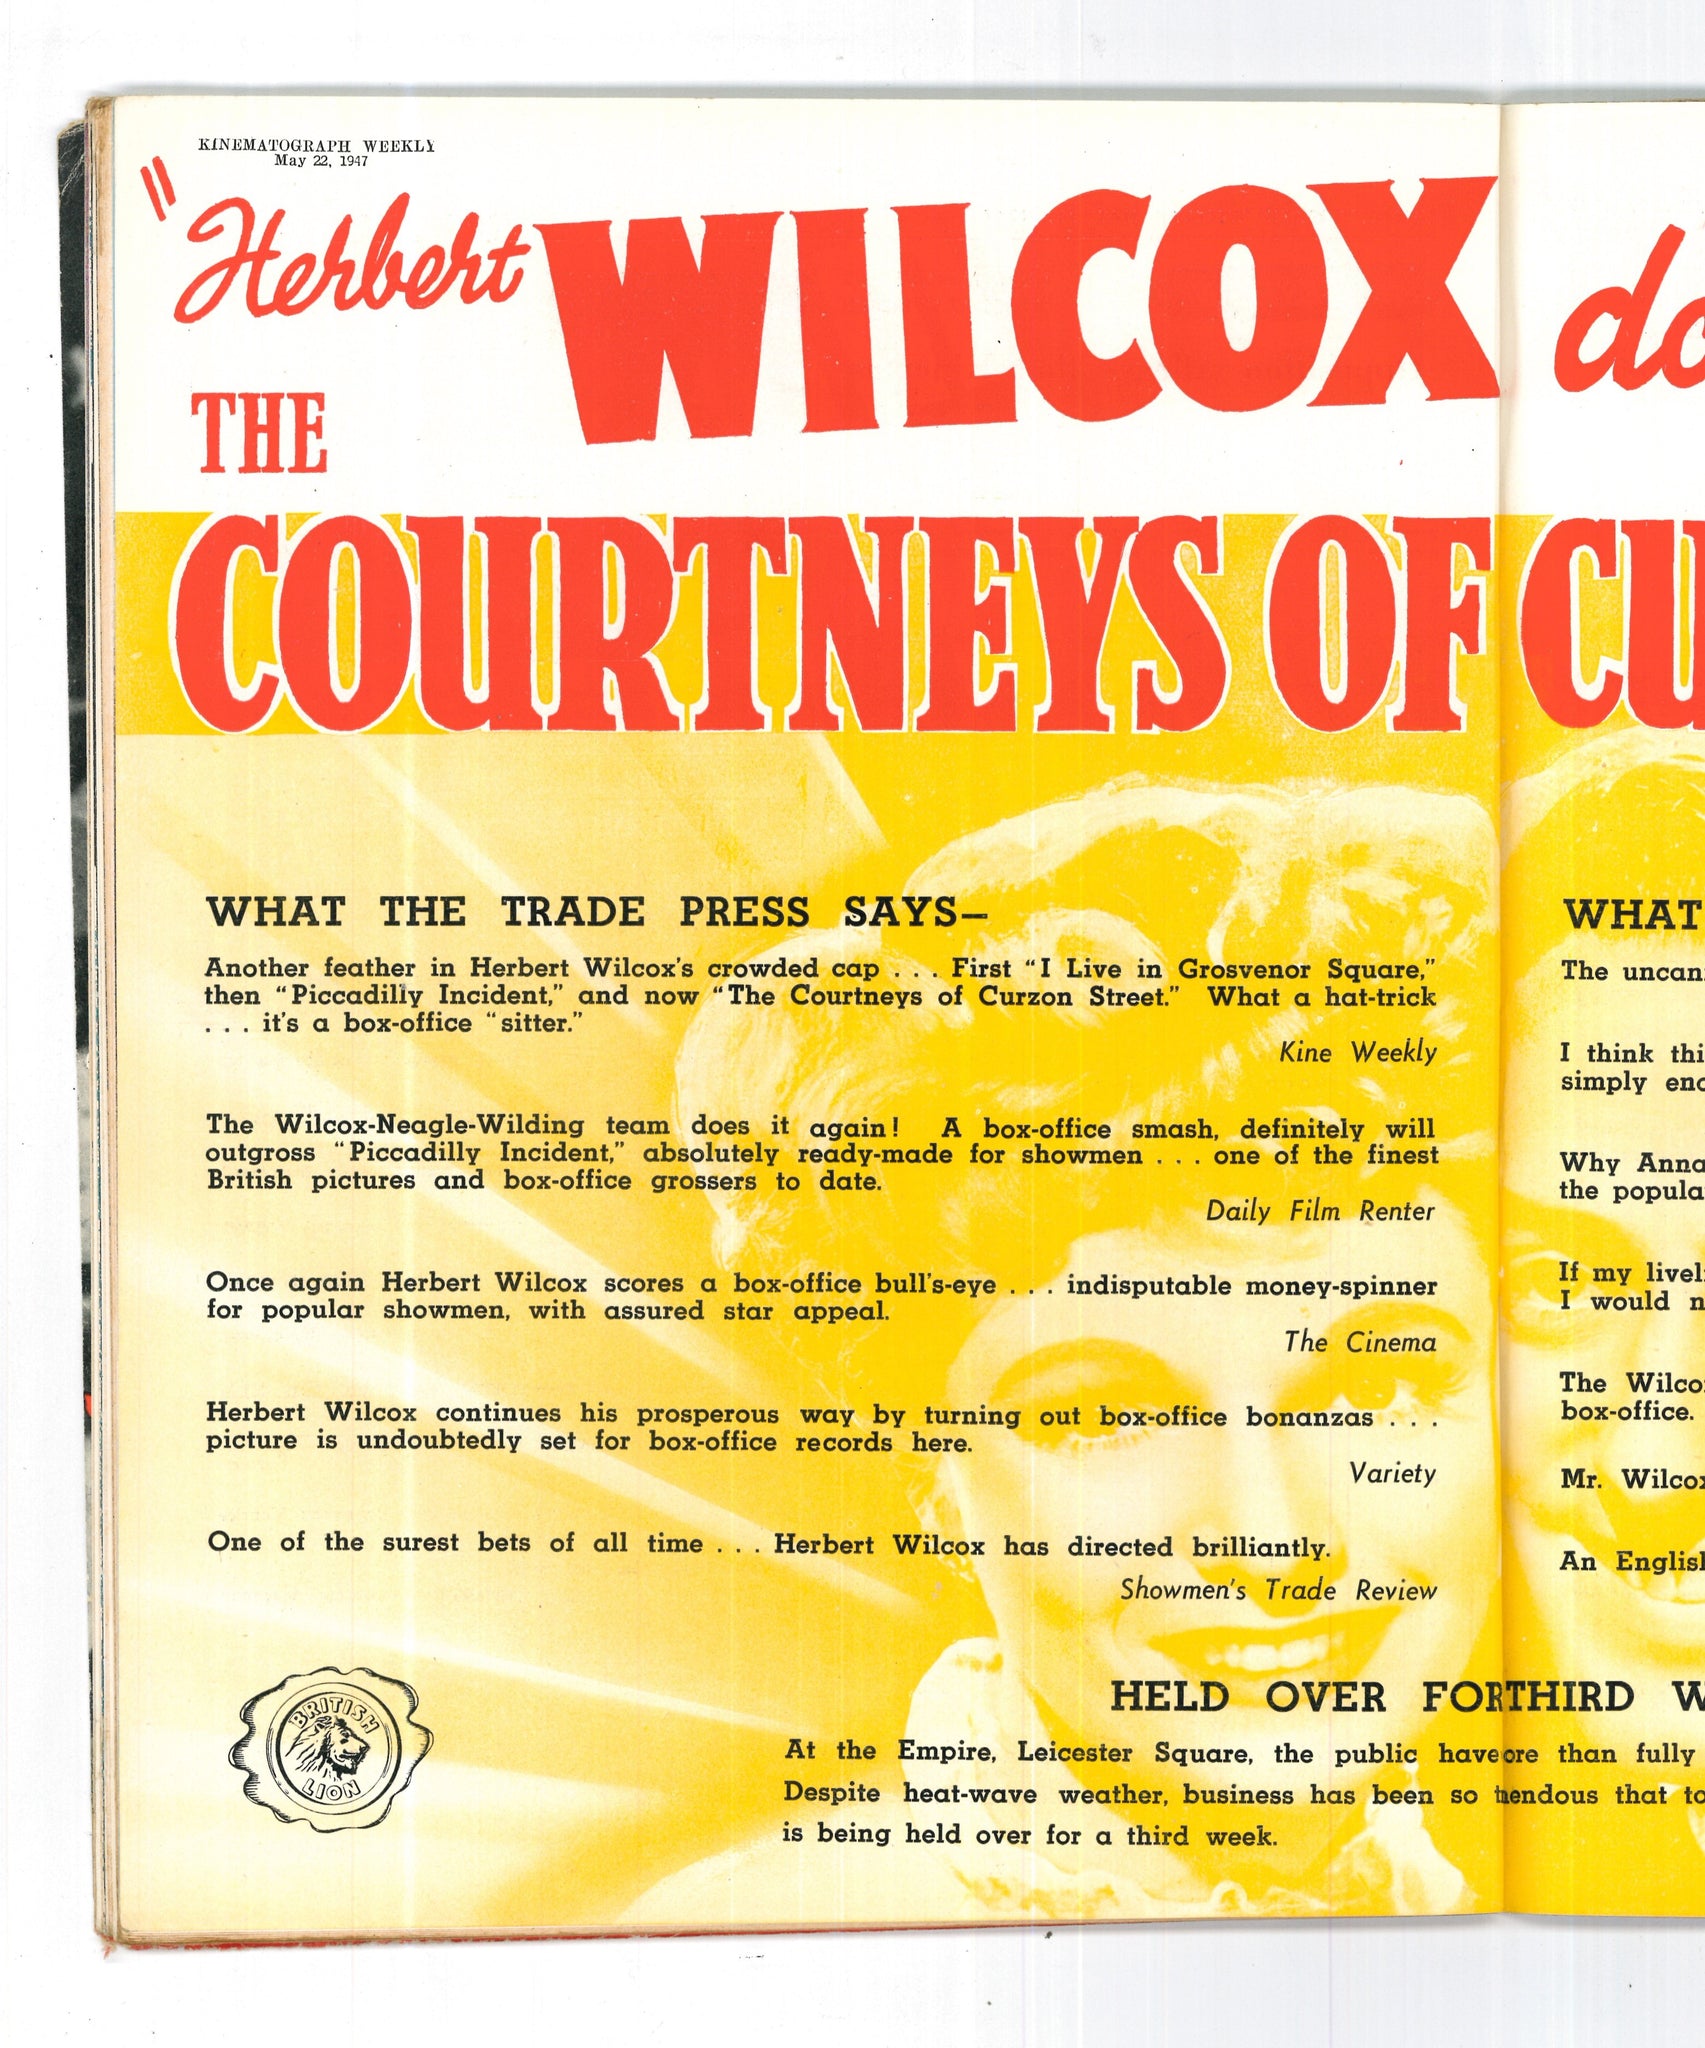 KINEMATOGRAPH WEEKLY
May 22, 1947
"Herbert WILCOX
THE
COURTNEYS OF
WHAT THE TRADE PRESS SAYS—
Another feather in Herbert Wilcox's crowded cap . . . First "I Live in Grosvenor Square,"
then "Piccadilly Incident," and now "The Courtneys of Curzon Street." What a hat-trick
. . . it's a box-office "sitter."
Kine Weekly
The Wilcox-Neagle-Wilding team does it again! A box-office smash, definitely will
outgross "Piccadilly Incident," absolutely ready-made for showmen . . . one of the finest
British pictures and box-office grossers to date.
Daily Film Renter
Once again Herbert Wilcox scores a box-office bull's-eye . . . indisputable money-spinner
for popular showmen, with assured star appeal.
The Cinema
Herbert Wilcox continues his prosperous way by turning out box-office bonanzas . . .
picture is undoubtedly set for box-office records here.
Variety
One of the surest bets of all time . . . Herbert Wilcox has directed brilliantly.
Showmen's Trade Review
BRITISH
LION
HELD OVER FOR THIRD
At the Empire, Leicester Square, the public have ore than fully
Despite heat-wave weather, business has been so endous that to
is being held over for a third week.
WHAT
The uncan
I think thi
simply enc
Why Anna
the popula
If my livel
I would n
The Wilco
box-office.
Mr. Wilcox
An English